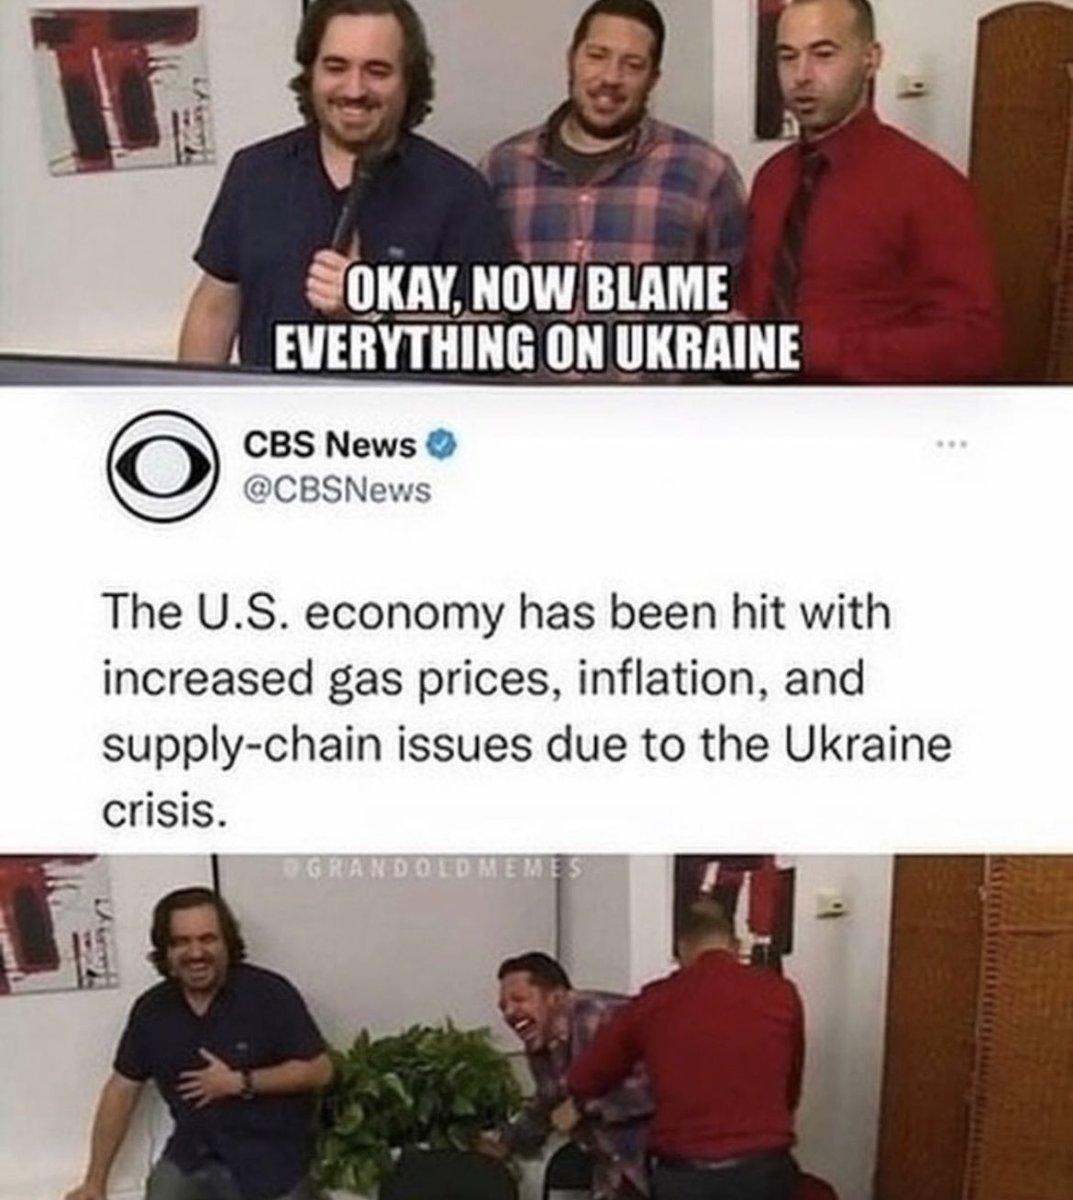 OKAY, NOW BLAME
EVERYTHING ON UKRAINE
CBS News
@CBSNews
The U.S. economy has been hit with
increased gas prices, inflation, and
supply-chain issues due to the Ukraine
crisis.
@GRANDOLDMEMES